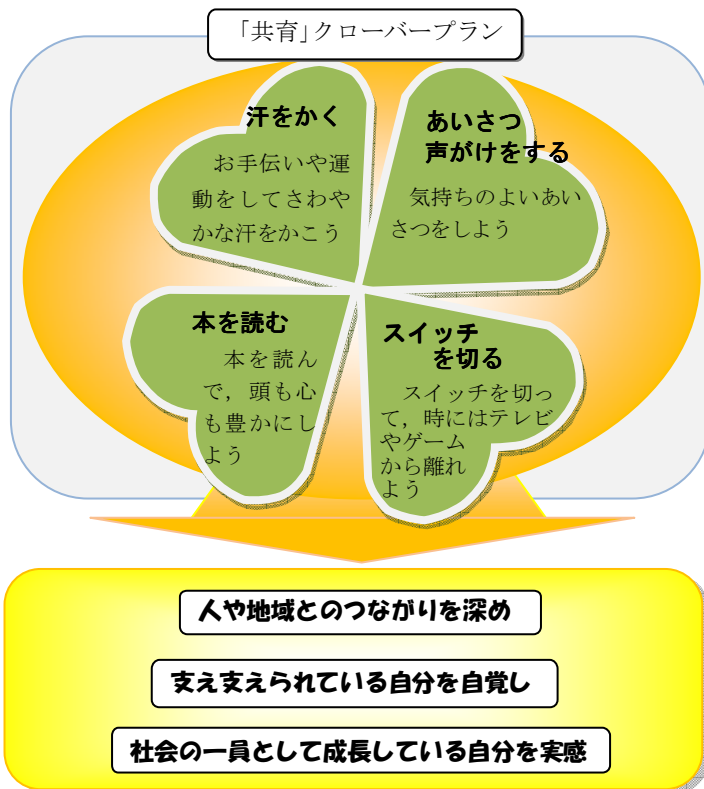 「共育」クローバープラン
汗をかく
お手伝いや運
動をしてさわや
かな汗をかこう
あいさつ
声がけをする
気持ちのよいあい
さつをしよう
本を読む
本を読ん
で，頭も心
も豊かにし
よう
スイッチ
を切る
スイッチを切っ
て，時にはテレビ
やゲーム
から離れ
よう
人や地域とのつながりを深め
支え支えられている自分を自覚し
社会の一員として成長している自分を実感